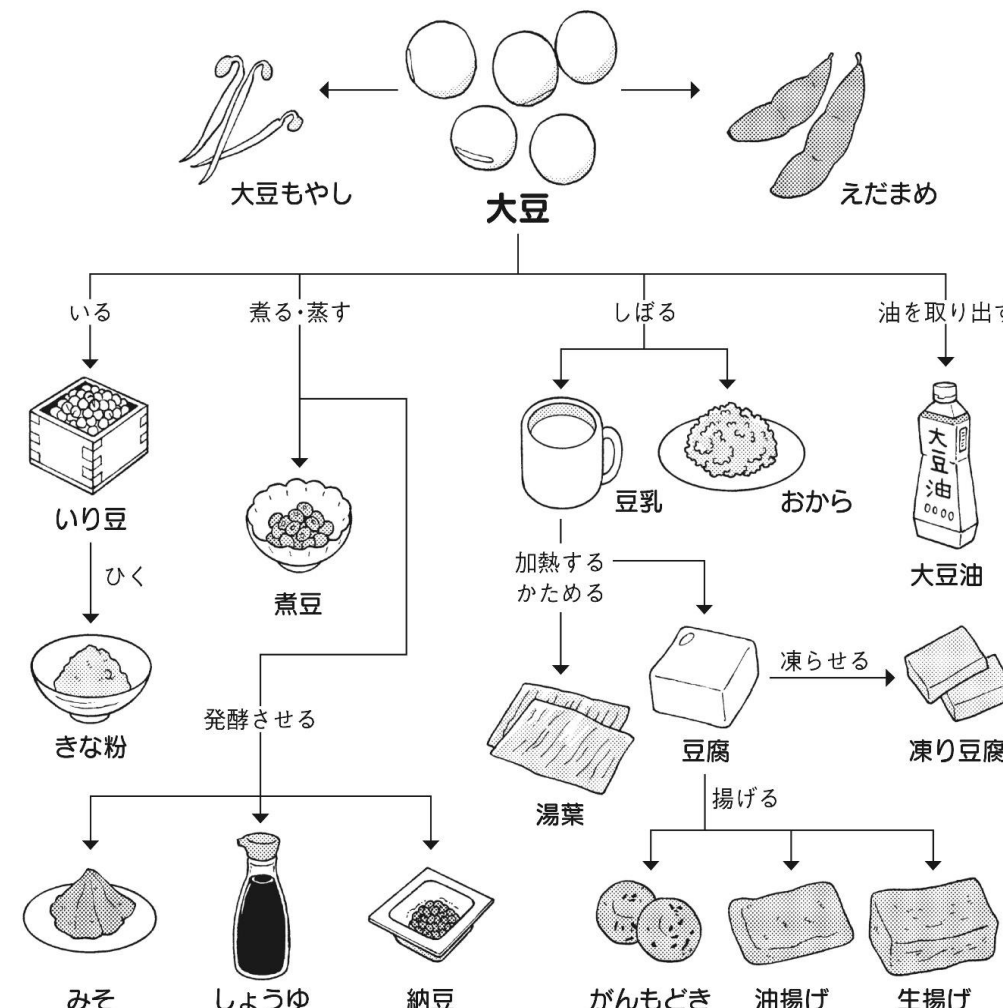 大豆もやし
大豆
えだまめ
いる
煮る・蒸す
しぼる
油を取り出す
いり豆
ひく
きな粉
煮豆
豆乳
おから
大豆油
大豆油
加熱する
かためる
凍らせる
発酵させる
湯葉
豆腐
凍り豆腐
揚げる
みそ
しょうゆ
納豆
がんもどき
油揚げ
生揚げ